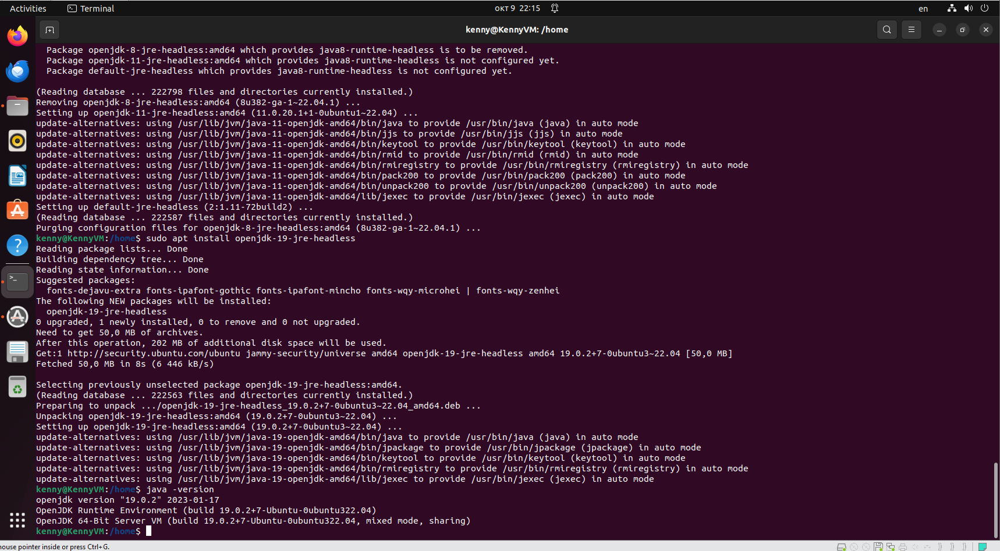 Activities
Terminal
окт 9 22:15
en
kenny@KennyVM: /home
Package openjdk-8-jre-headless:amd64 which provides java8-runtime-headless is to be removed.
Package openjdk-11-jre-headless:amd64 which provides java8-runtime-headless is not configured yet.
Package default-jre-headless which provides java8-runtime-headless is not configured yet.
(Reading database ... 222798 files and directories currently installed.)
Removing openjdk-8-jre-headless:amd64 (8u382-ga-1~22.04.1) ...
Setting up openjdk-11-jre-headless:amd64 (11.0.20.1+1-0ubuntu1~22.04) ...
update-alternatives: using /usr/lib/jvm/java-11-openjdk-amd64/bin/java to provide /usr/bin/java (java) in auto mode
update-alternatives: using /usr/lib/jvm/java-11-openjdk-amd64/bin/jjs to provide /usr/bin/jjs (jjs) in auto mode
update-alternatives: using /usr/lib/jvm/java-11-openjdk-amd64/bin/keytool to provide /usr/bin/keytool (keytool) in auto mode
update-alternatives: using /usr/lib/jvm/java-11-openjdk-amd64/bin/rmid to provide /usr/bin/rmid (rmid) in auto mode
update-alternatives: using /usr/lib/jvm/java-11-openjdk-amd64/bin/rmiregistry to provide /usr/bin/rmiregistry (rmiregistry) in auto mode
update-alternatives: using /usr/lib/jvm/java-11-openjdk-amd64/bin/pack200 to provide /usr/bin/pack200 (pack200) in auto mode
update-alternatives: using /usr/lib/jvm/java-11-openjdk-amd64/bin/unpack200 to provide /usr/bin/unpack200 (unpack200) in auto mode
update-alternatives: using /usr/lib/jvm/java-11-openjdk-amd64/lib/jexec to provide /usr/bin/jexec (jexec) in auto mode
Setting up default-jre-headless (2:1.11-72build2) ...
(Reading database ... 222587 files and directories currently installed.)
Purging configuration files for openjdk-8-jre-headless:amd64 (8u382-ga-1~22.04.1) ...
kenny@KennyVM:/home$ sudo apt install openjdk-19-jre-headless
Reading package lists... Done
Building dependency tree... Done
Reading state information... Done
Suggested packages:
fonts-dejavu-extra fonts-ipafont-gothic fonts-ipafont-mincho fonts-wqy-microhei | fonts-wqy-zenhei
The following NEW packages will be installed:
openjdk-19-jre-headless
0 upgraded, 1 newly installed, 0 to remove and 0 not upgraded.
Need to get 50,0 MB of archives.
After this operation, 202 MB of additional disk space will be used.
Get:1 http://security.ubuntu.com/ubuntu jammy-security/universe amd64 openjdk-19-jre-headless amd64 19.0.2+7-0ubuntu3~22.04 [50,0 MB]
Fetched 50,0 MB in 8s (6 446 kB/s)
Selecting previously unselected package openjdk-19-jre-headless:amd64.
(Reading database ... 222563 files and directories currently installed.)
Preparing to unpack .../openjdk-19-jre-headless_19.0.2+7-0ubuntu3~22.04_amd64.deb ...
Unpacking openjdk-19-jre-headless:amd64 (19.0.2+7-0ubuntu3~22.04) ...
Setting up openjdk-19-jre-headless:amd64 (19.0.2+7-0ubuntu3~22.04) ...
update-alternatives: using /usr/lib/jvm/java-19-openjdk-amd64/bin/java to provide /usr/bin/java (java) in auto mode
update-alternatives: using /usr/lib/jvm/java-19-openjdk-amd64/bin/jpackage to provide /usr/bin/jpackage (jpackage) in auto mode
update-alternatives: using /usr/lib/jvm/java-19-openjdk-amd64/bin/keytool to provide /usr/bin/keytool (keytool) in auto mode
update-alternatives: using /usr/lib/jvm/java-19-openjdk-amd64/bin/rmiregistry to provide /usr/bin/rmiregistry (rmiregistry) in auto mode
update-alternatives: using /usr/lib/jvm/java-19-openjdk-amd64/lib/jexec to provide /usr/bin/jexec (jexec) in auto mode
kenny@KennyVM:/home$ java -version
openjdk version "19.0.2" 2023-01-17
OpenJDK Runtime Environment (build 19.0.2+7-Ubuntu-0ubuntu322.04)
OpenJDK 64-Bit Server VM (build 19.0.2+7-Ubuntu-0ubuntu322.04, mixed mode, sharing)
kenny@KennyVM:/home$
nouse pointer inside or press Ctrl+G.